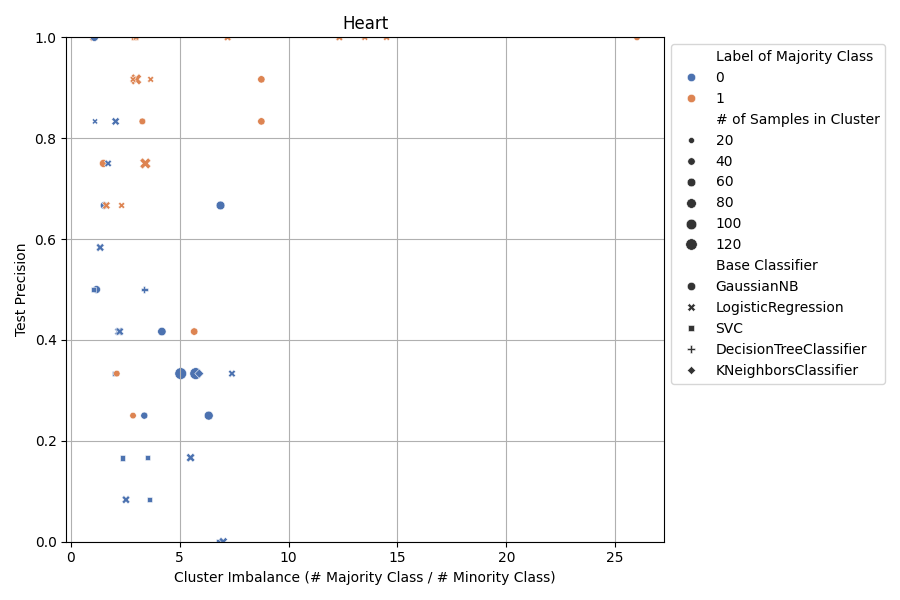 Heart
1.0
0.8
0.6
0.4
0.2
0.0
Test Precision
0
5
10
15
20
25
Cluster Imbalance (# Majority Class / # Minority Class)
Label of Majority Class
0
1
# of Samples in Cluster
20
40
60
80
100
120
Base Classifier
GaussianNB
LogisticRegression
SVC
DecisionTreeClassifier
KNeighborsClassifier